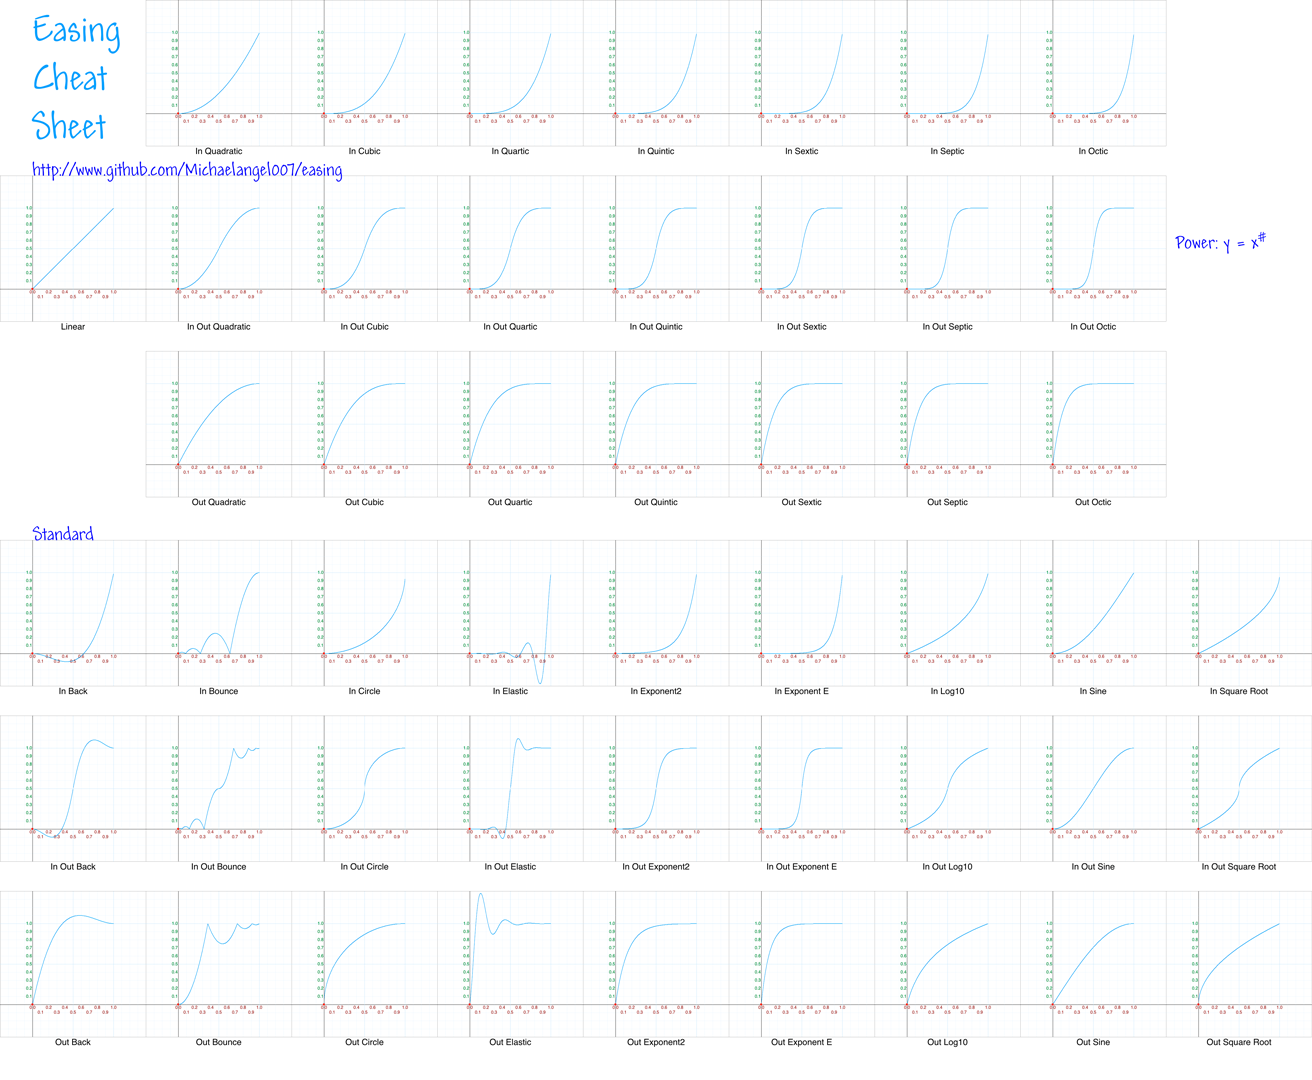 Easing
Cheat
Sheet
In Quadratic
In Cubic
In Quartic
In Quintic
In Sextic
In Septic
In Octic
http://www.github.com/Michaelangel007/easing
Power: y = x#
Linear
In Out Quadratic
In Out Cubic
In Out Quartic
In Out Quintic
In Out Sextic
In Out Septic
In Out Octic
Out Quadratic
Out Cubic
Out Quartic
Out Quintic
Out Sextic
Out Septic
Out Octic
Standard
In Back
In Bounce
In Circle
In Elastic
In Exponent2
In Exponent E
In Log10
In Sine
In Square Root
In Out Back
In Out Bounce
In Out Circle
In Out Elastic
In Out Exponent2
In Out Exponent E
In Out Log10
In Out Sine
In Out Square Root
Out Back
Out Bounce
Out Circle
Out Elastic
Out Exponent2
Out Exponent E
Out Log10
Out Sine
Out Square Root